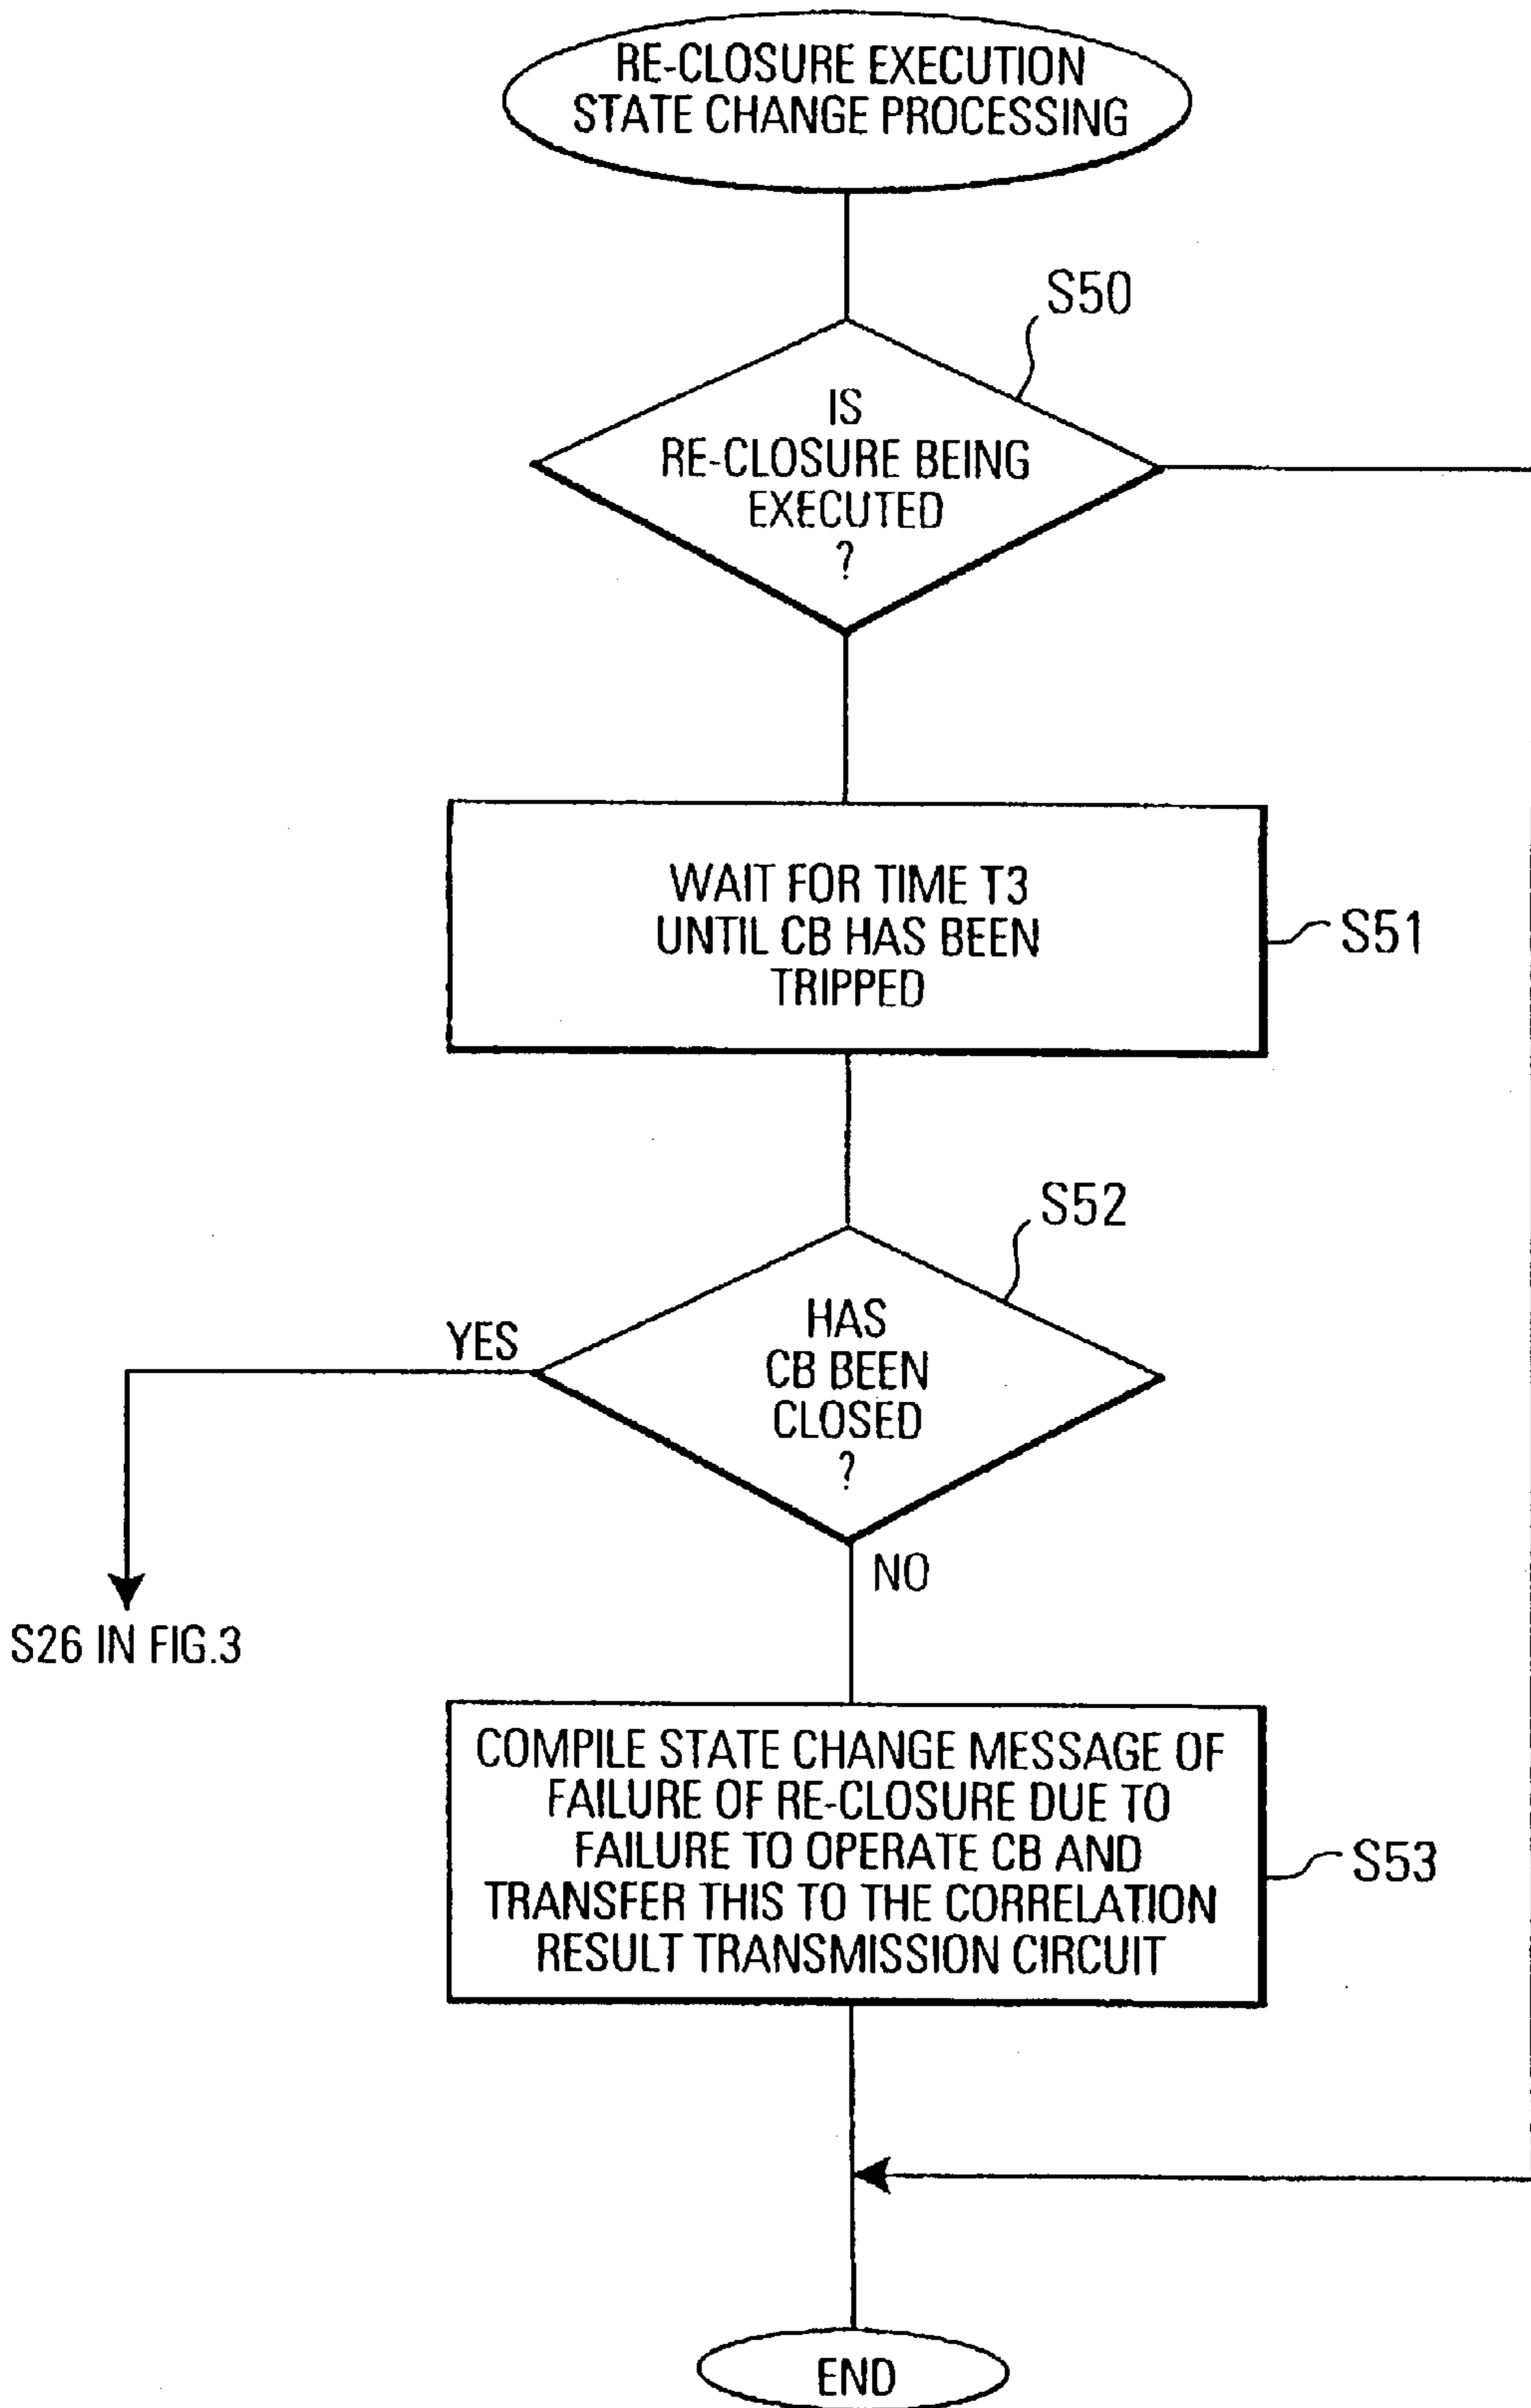 RE-CLOSURE EXECUTION
STATE CHANGE PROCESSING
S50
IS
RE-CLOSURE BEING
EXECUTED
?
WAIT FOR TIME T3
UNTIL CB HAS BEEN
TRIPPED
S51
S52
HAS
CB BEEN
CLOSED
?
YES
NO
S26 IN FIG.3
COMPILE STATE CHANGE MESSAGE OF
FAILURE OF RE-CLOSURE DUE TO
FAILURE TO OPERATE CB AND
TRANSFER THIS TO THE CORRELATION
RESULT TRANSMISSION CIRCUIT
S53
END